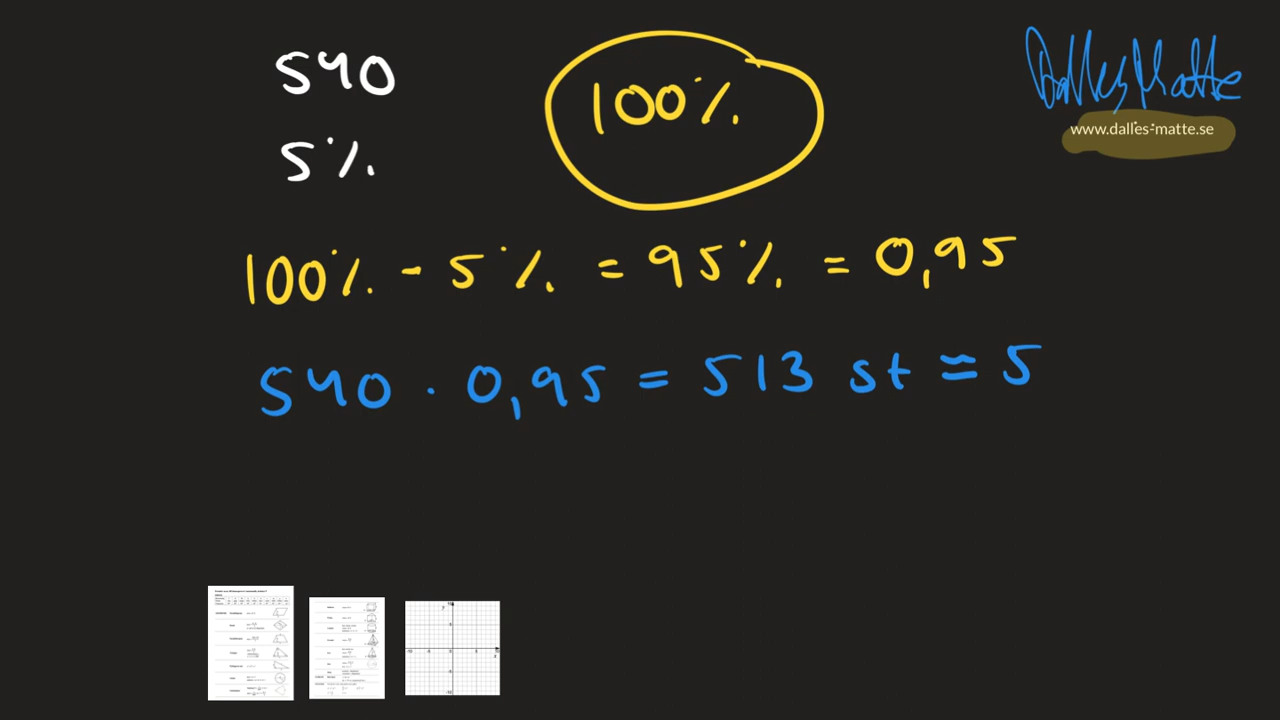 540
100%
Dalles Matte
www.dalles-matte.se
5%
100% - 5% = 95% = 0,95
540 · 0,95 = 513 st ≈ 5